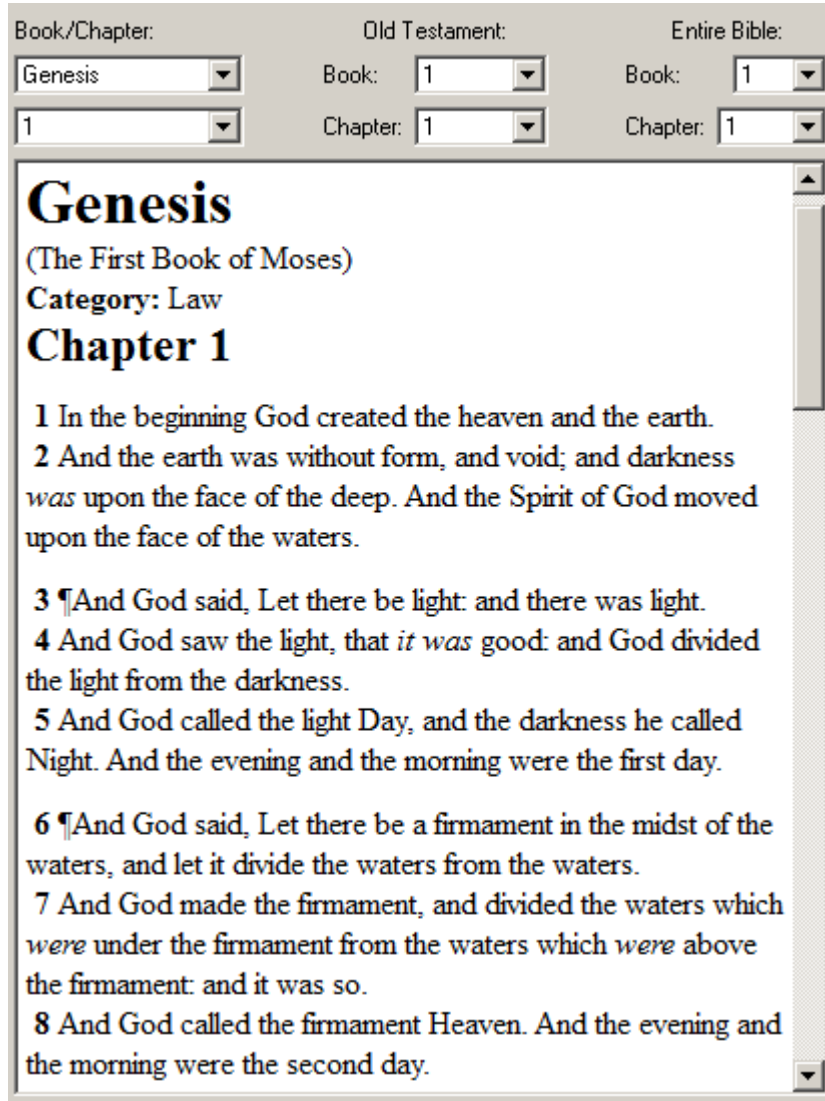 Book/Chapter: Old Testament: Entire Bible:
Genesis Book: 1 Book: 1
1 Chapter: 1 Chapter: 1
Genesis
(The First Book of Moses)
Category: Law
Chapter 1
1 In the beginning God created the heaven and the earth.
2 And the earth was without form, and void; and darkness
was upon the face of the deep. And the Spirit of God moved
upon the face of the waters.
3 ¶And God said, Let there be light: and there was light.
4 And God saw the light, that it was good: and God divided
the light from the darkness.
5 And God called the light Day, and the darkness he called
Night. And the evening and the morning were the first day.
6 ¶And God said, Let there be a firmament in the midst of the
waters, and let it divide the waters from the waters.
7 And God made the firmament, and divided the waters which
were under the firmament from the waters which were above
the firmament: and it was so.
8 And God called the firmament Heaven. And the evening and
the morning were the second day.